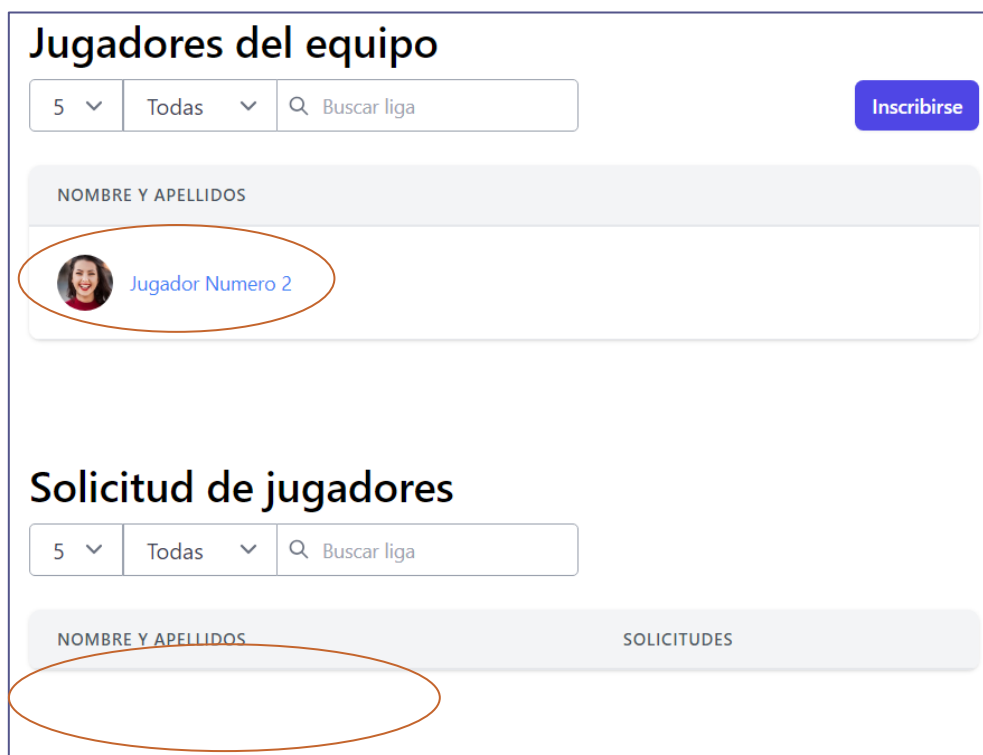 Jugadores del equipo
5 Todas Buscar liga Inscribirse
NOMBRE Y APELLIDOS
Jugador Numero 2
Solicitud de jugadores
5 Todas Buscar liga
NOMBRE Y APELLIDOS SOLICITUDES